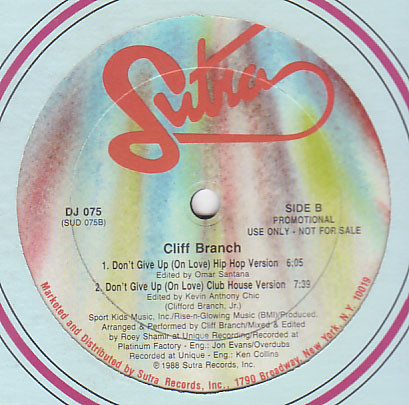 Sutra
DJ 075
(SUD 075B)
SIDE B
PROMOTIONAL
USE ONLY - NOT FOR SALE
Cliff Branch
1. Don't Give Up (On Love) Hip Hop Version 6:05
Edited by Omar Santana
2. Don't Give Up (On Love) Club House Version 7:39
Edited by Kevin Anthony Chic
(Clifford Branch, Jr.)
Sport Kids Music, Inc./Rise-n-Glowing Music (BMI)/Produced,
Arranged & Performed by Cliff Branch/Mixed & Edited
by Roey Shamir at Unique Recording/Recorded at
Platinum Factory - Eng.: Jon Evans/Overdubs
Recorded at Unique - Eng.: Ken Collins
© 1988 Sutra Records, Inc.
Marketed and Distributed by Sutra Records, Inc., 1790 Broadway, New York, N.Y. 10019